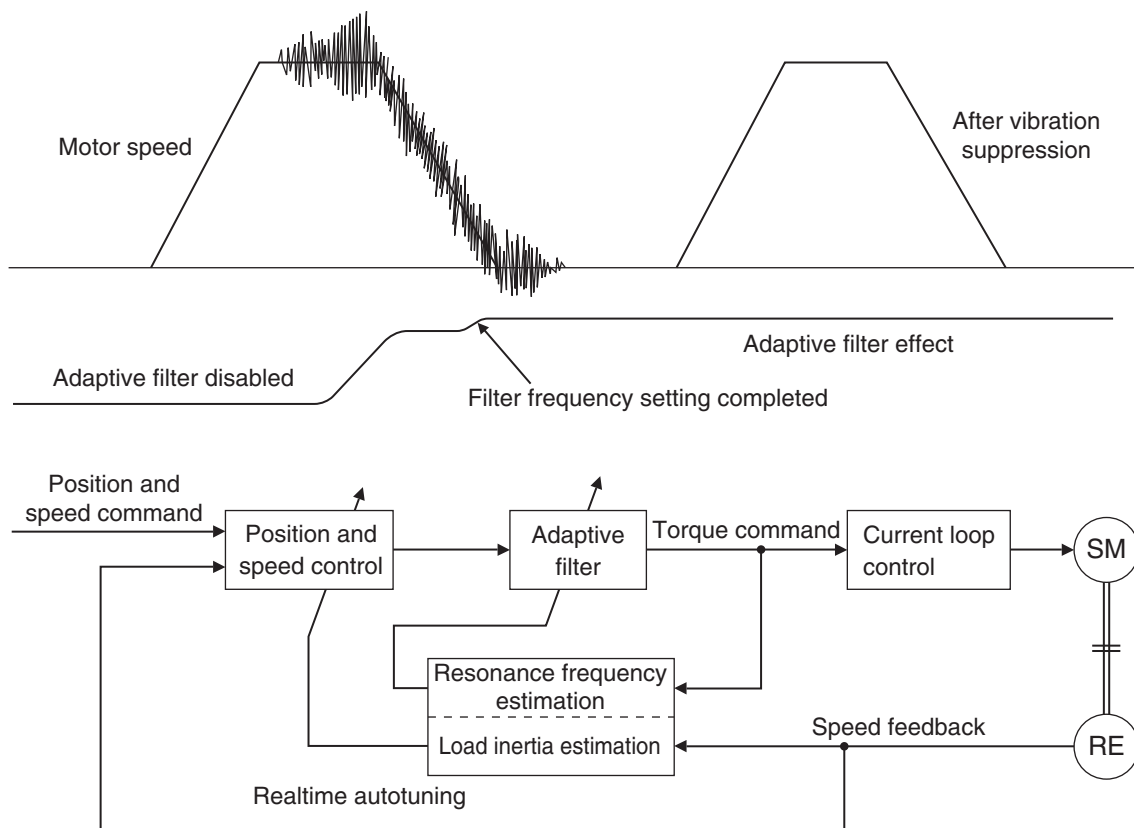 Motor speed
After vibration
suppression
Adaptive filter disabled
Adaptive filter effect
Filter frequency setting completed
Position and
speed command
Position and
speed control
Adaptive
filter
Torque command
Current loop
control
SM
Resonance frequency
estimation
Load inertia estimation
Speed feedback
RE
Realtime autotuning